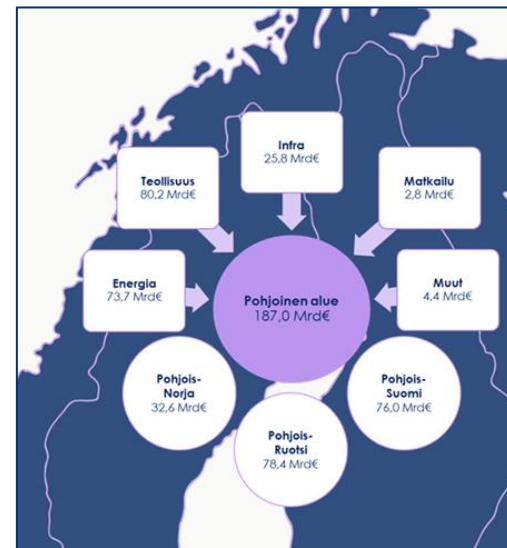 Infra
25,8 Mrd€
Teollisuus
80,2 Mrd€
Matkailu
2,8 Mrd€
Energia
73,7 Mrd€
Pohjoinen alue
187,0 Mrd€
Muut
4,4 Mrd€
Pohjois-
Norja
32,6 Mrd€
Pohjois-
Ruotsi
78,4 Mrd€
Pohjois-
Suomi
76,0 Mrd€